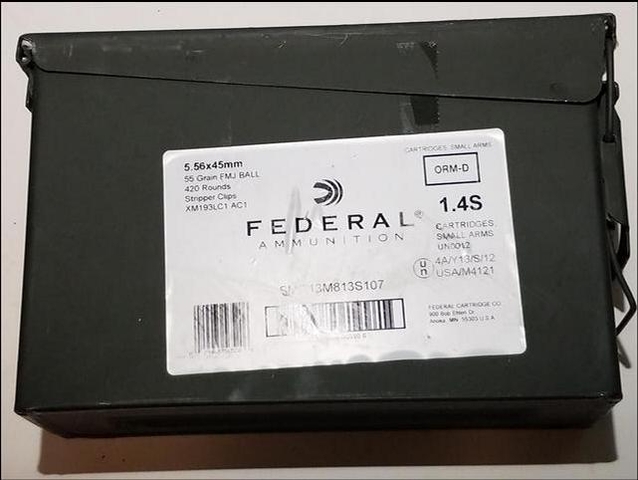 5.56x45mm
55 Grain FMJ BALL
420 Rounds
Stripper Clips
XM193LC1 AC1
FEDERAL®
AMMUNITION
CARTRIDGES, SMALL ARMS
ORM-D
1.4S
CARTRIDGES,
SMALL ARMS
UN0012
un
4A/Y13/S/12
USA/M4121
FEDERAL CARTRIDGE CO
900 Bob Ehlen Dr.
Anoka, MN 55303 U.S.A.